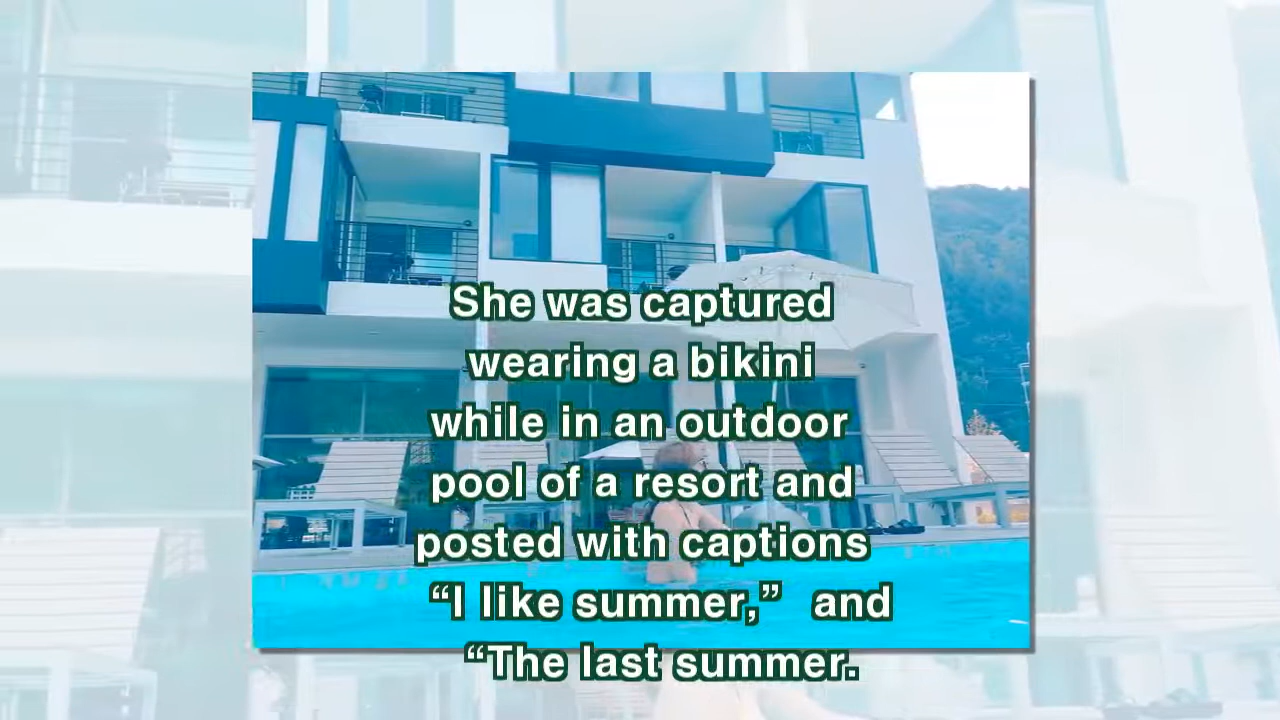 She was captured
wearing a bikini
while in an outdoor
pool of a resort and
posted with captions
“I like summer,” and
“The last summer.